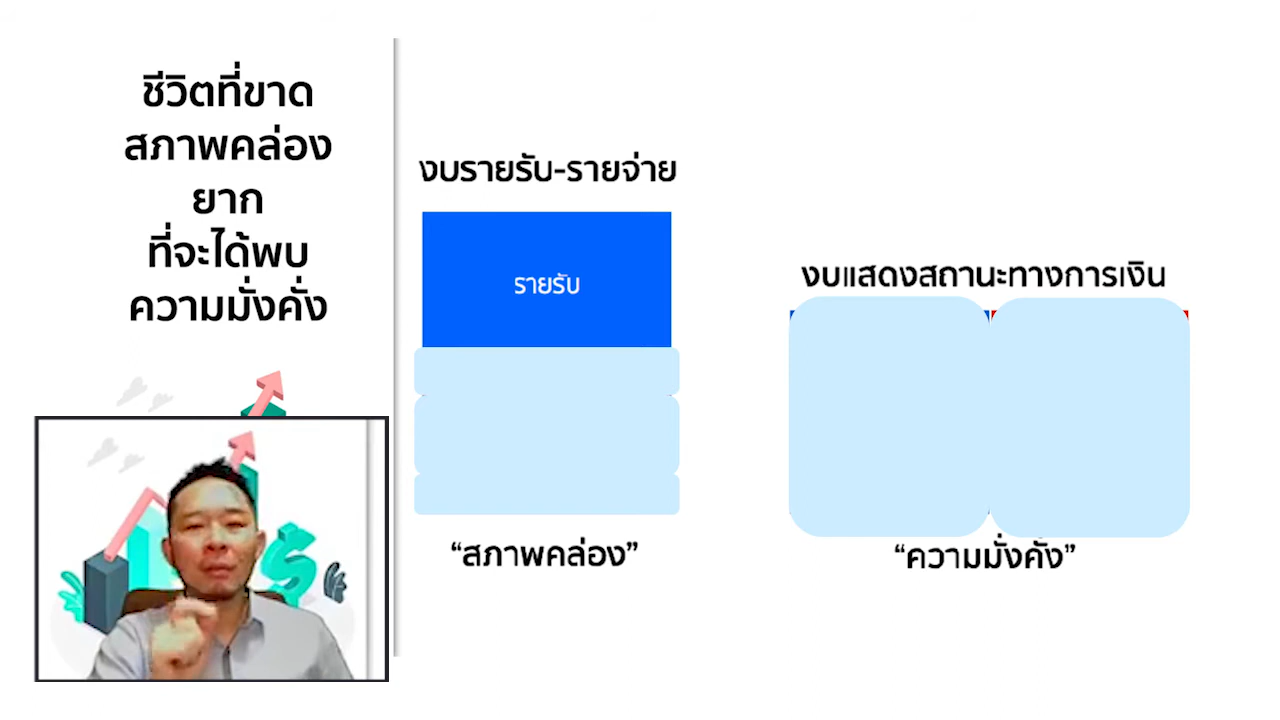 ชีวิตที่ขาด
สภาพคล่อง
ยาก
ที่จะได้พบ
ความมั่งคั่ง
งบรายรับ-รายจ่าย
รายรับ
“สภาพคล่อง”
งบแสดงสถานะทางการเงิน
“ความมั่งคั่ง”